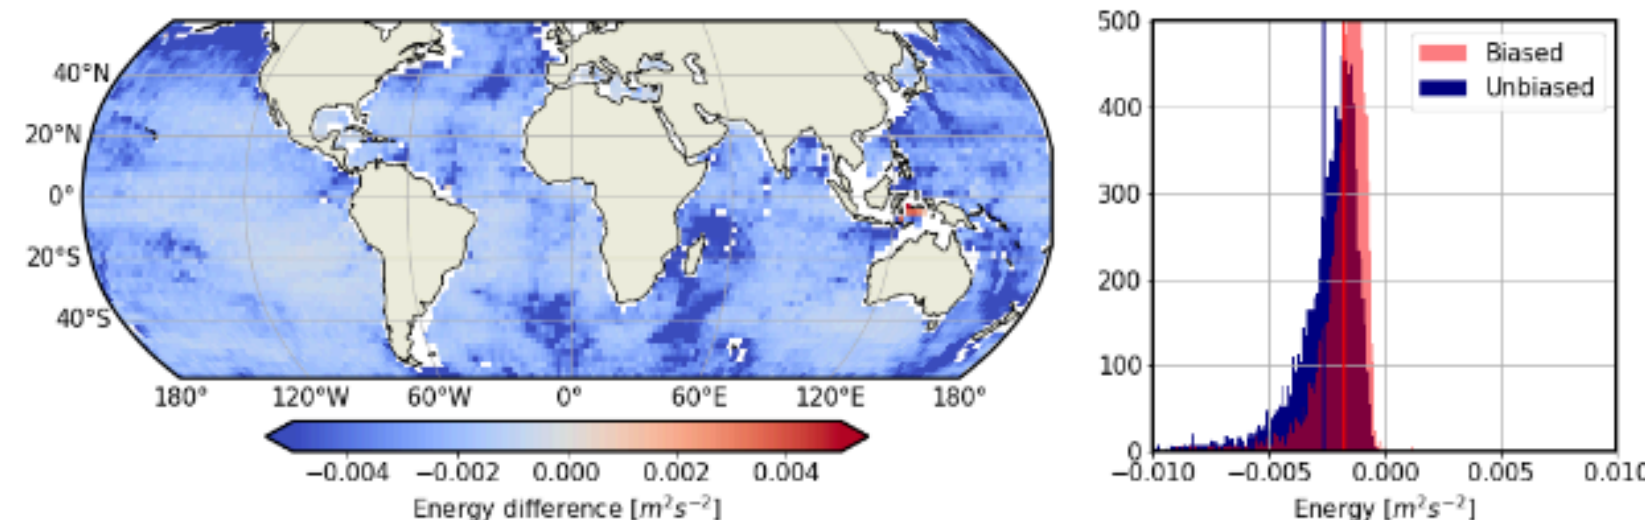 40°N
20°N
0°
20°S
40°S
180° 120°W 60°W 0° 60°E 120°E 180°
−0.004 −0.002 0.000 0.002 0.004
Energy difference [m²s⁻²]
500
400
300
200
100
0
Biased
Unbiased
−0.010 −0.005 0.000 0.005 0.010
Energy [m²s⁻²]